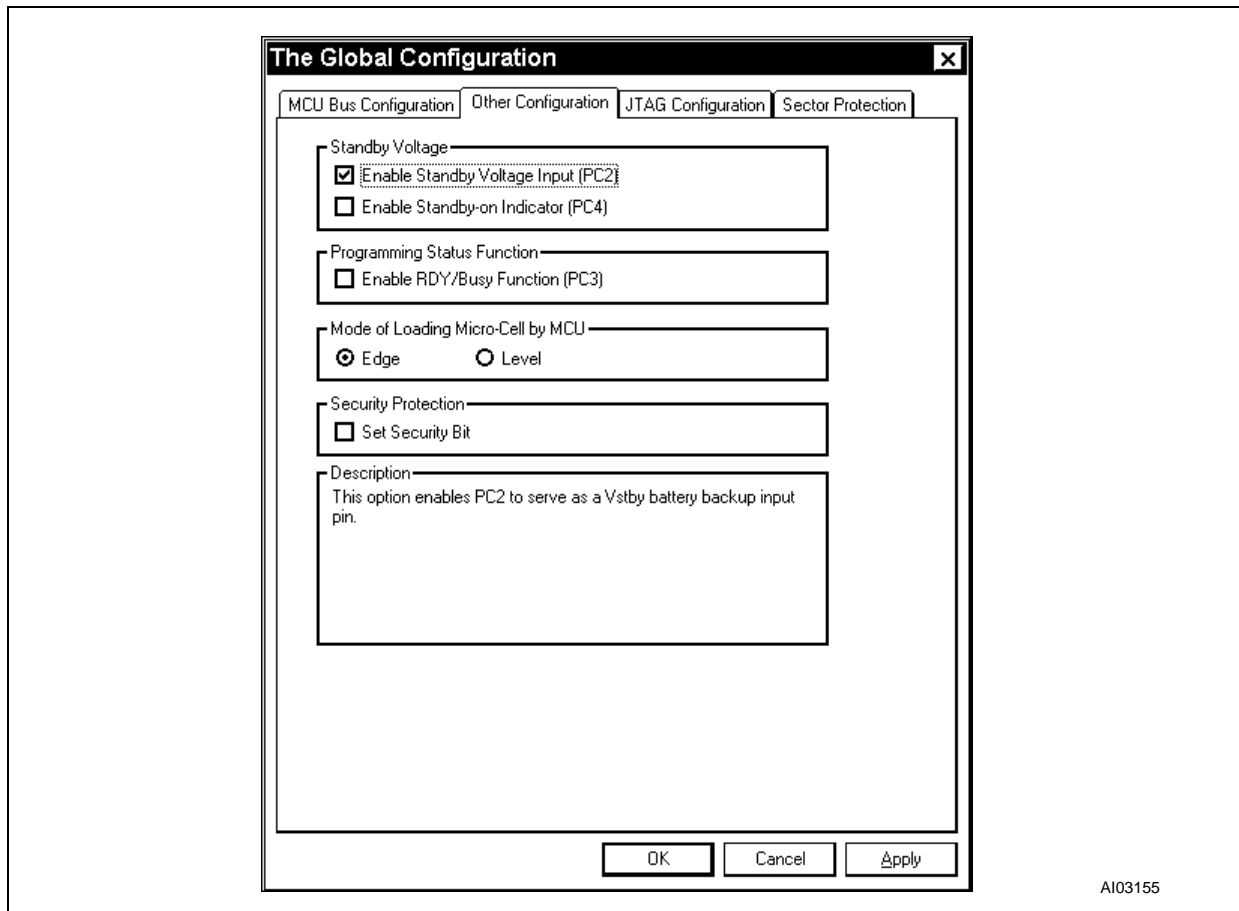 The Global Configuration
MCU Bus Configuration Other Configuration JTAG Configuration Sector Protection
Standby Voltage
Enable Standby Voltage Input (PC2)
Enable Standby-on Indicator (PC4)
Programming Status Function
Enable RDY/Busy Function (PC3)
Mode of Loading Micro-Cell by MCU
Edge Level
Security Protection
Set Security Bit
Description
This option enables PC2 to serve as a Vstby battery backup input
pin.
OK Cancel Apply
AI03155